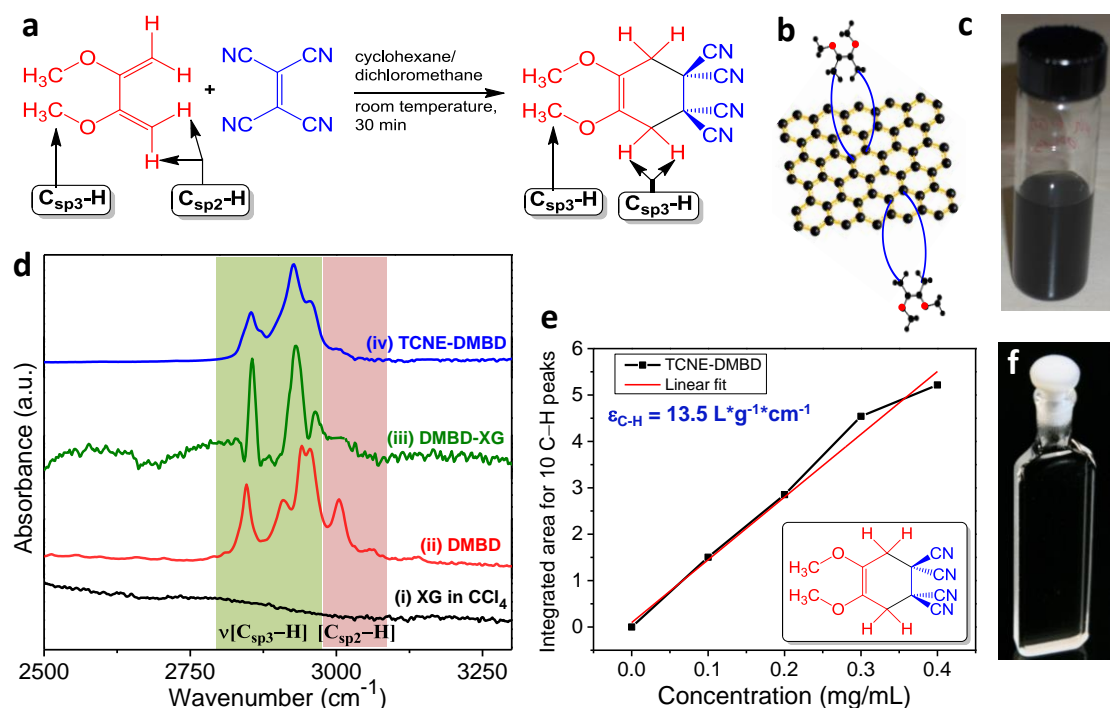 a
b
c
H
H
H3C
O
H
H3C
O
H
H
+
CN
CN
CN
CN
cyclohexane/
dichloromethane
room temperature,
30 min
H H
H3C
O
CN
CN
H3C
O
CN
CN
H H
Csp3-H
Csp2-H
Csp3-H
Csp3-H
d
Absorbance (a.u.)
(iv) TCNE-DMBD
(iii) DMBD-XG
(ii) DMBD
(i) XG in CCl4
ν[Csp3–H] [Csp2–H]
2500 2750 3000 3250
Wavenumber (cm-1)
e
Integrated area for 10 C–H peaks
6
5
4
3
2
1
0
TCNE-DMBD
Linear fit
εC-H = 13.5 L*g-1*cm-1
H H
H3C
O
CN
CN
H3C
O
CN
CN
H H
0.0 0.1 0.2 0.3 0.4
Concentration (mg/mL)
f